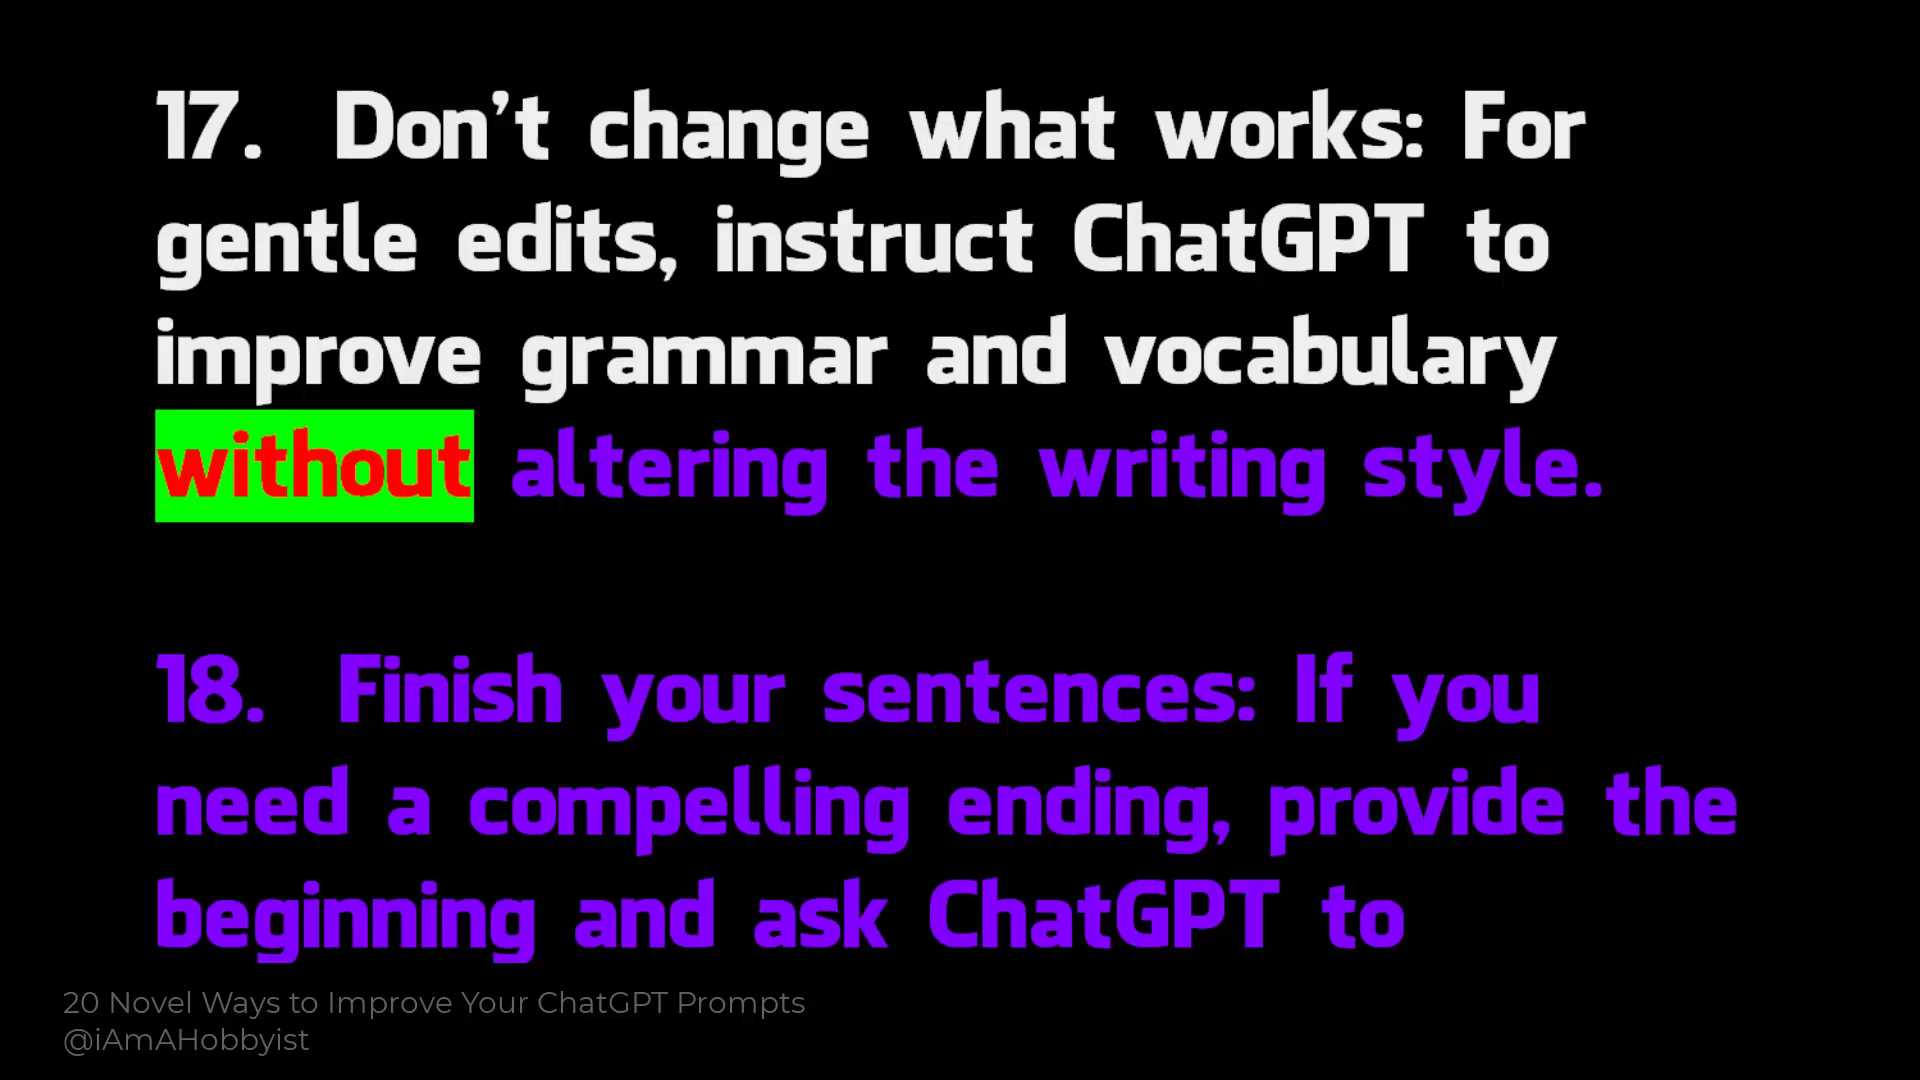 17. Don’t change what works: For
gentle edits, instruct ChatGPT to
improve grammar and vocabulary
without altering the writing style.
18. Finish your sentences: If you
need a compelling ending, provide the
beginning and ask ChatGPT to
20 Novel Ways to Improve Your ChatGPT Prompts
@iAmAHobbyist